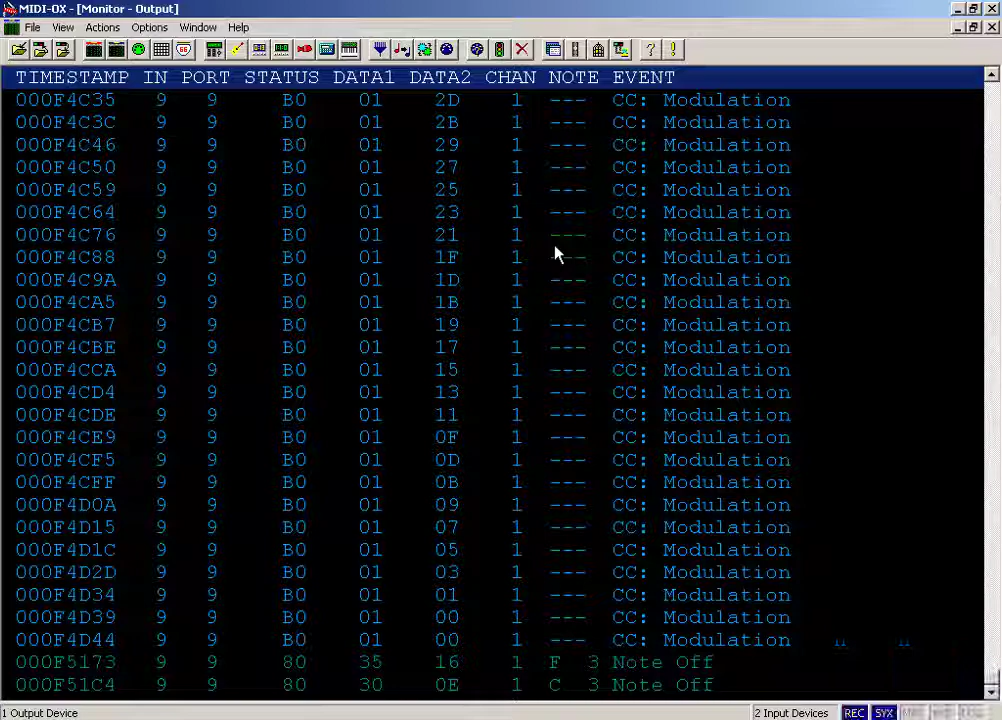 MIDI-OX - [Monitor - Output]
File View Actions Options Window Help
TIMESTAMP IN PORT STATUS DATA1 DATA2 CHAN NOTE EVENT
000F4C35 9 9 B0 01 2D 1 --- CC: Modulation
000F4C3C 9 9 B0 01 2B 1 --- CC: Modulation
000F4C46 9 9 B0 01 29 1 --- CC: Modulation
000F4C50 9 9 B0 01 27 1 --- CC: Modulation
000F4C59 9 9 B0 01 25 1 --- CC: Modulation
000F4C64 9 9 B0 01 23 1 --- CC: Modulation
000F4C76 9 9 B0 01 21 1 --- CC: Modulation
000F4C88 9 9 B0 01 1F 1 --- CC: Modulation
000F4C9A 9 9 B0 01 1D 1 --- CC: Modulation
000F4CA5 9 9 B0 01 1B 1 --- CC: Modulation
000F4CB7 9 9 B0 01 19 1 --- CC: Modulation
000F4CBE 9 9 B0 01 17 1 --- CC: Modulation
000F4CCA 9 9 B0 01 15 1 --- CC: Modulation
000F4CD4 9 9 B0 01 13 1 --- CC: Modulation
000F4CDE 9 9 B0 01 11 1 --- CC: Modulation
000F4CE9 9 9 B0 01 0F 1 --- CC: Modulation
000F4CF5 9 9 B0 01 0D 1 --- CC: Modulation
000F4CFF 9 9 B0 01 0B 1 --- CC: Modulation
000F4D0A 9 9 B0 01 09 1 --- CC: Modulation
000F4D15 9 9 B0 01 07 1 --- CC: Modulation
000F4D1C 9 9 B0 01 05 1 --- CC: Modulation
000F4D2D 9 9 B0 01 03 1 --- CC: Modulation
000F4D34 9 9 B0 01 01 1 --- CC: Modulation
000F4D39 9 9 B0 01 00 1 --- CC: Modulation
000F4D44 9 9 B0 01 00 1 --- CC: Modulation
000F5173 9 9 80 35 16 1 F 3 Note Off
000F51C4 9 9 80 30 0E 1 C 3 Note Off
1 Output Device 2 Input Devices REC SYX